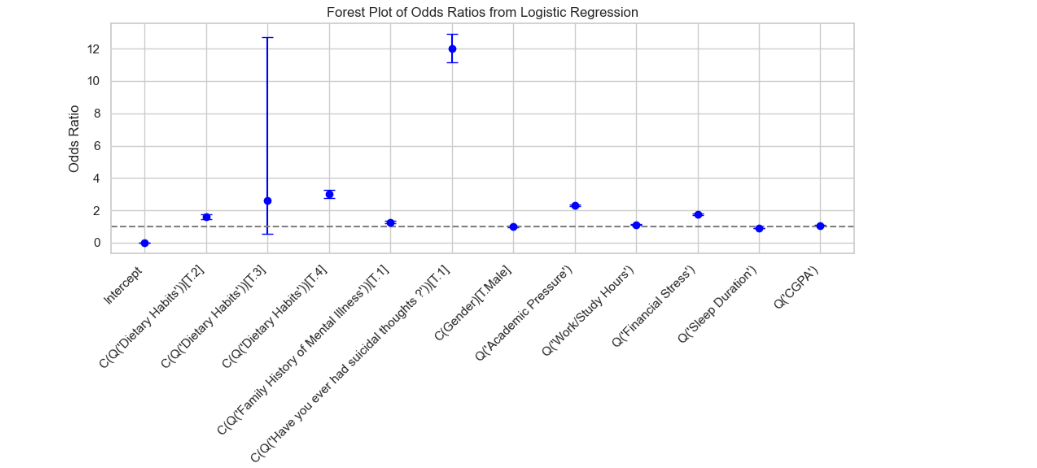 Forest Plot of Odds Ratios from Logistic Regression
Odds Ratio
12
10
8
6
4
2
0
Intercept
C(Q('Dietary Habits'))[T.2]
C(Q('Dietary Habits'))[T.3]
C(Q('Dietary Habits'))[T.4]
C(Q('Family History of Mental Illness'))[T.1]
C(Q('Have you ever had suicidal thoughts ?'))[T.1]
C(Gender)[T.Male]
Q('Academic Pressure')
Q('Work/Study Hours')
Q('Financial Stress')
Q('Sleep Duration')
Q('CGPA')